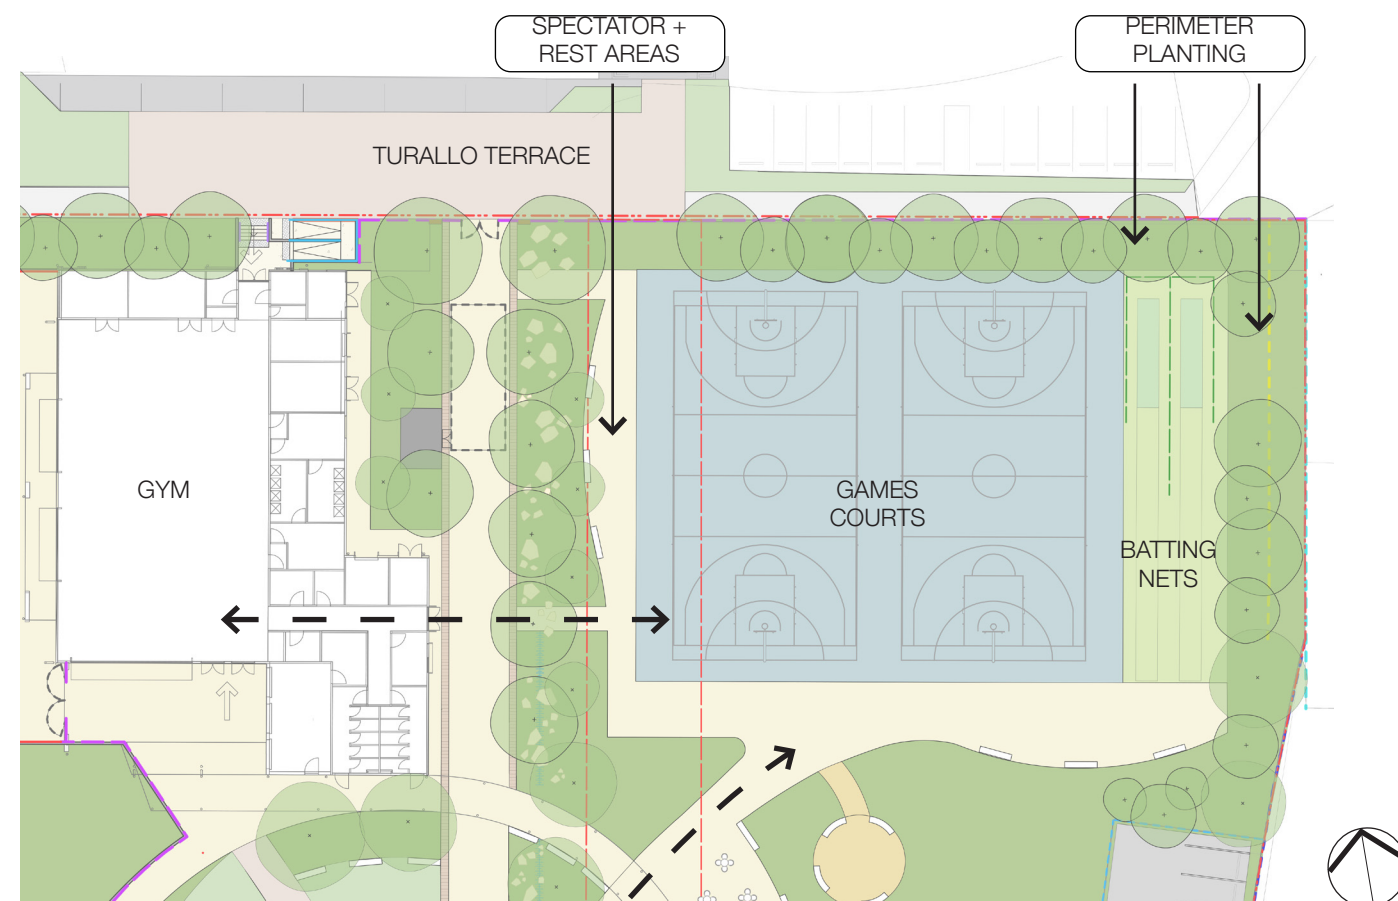 SPECTATOR +
REST AREAS
PERIMETER
PLANTING
TURALLO TERRACE
GYM
GAMES
COURTS
BATTING
NETS